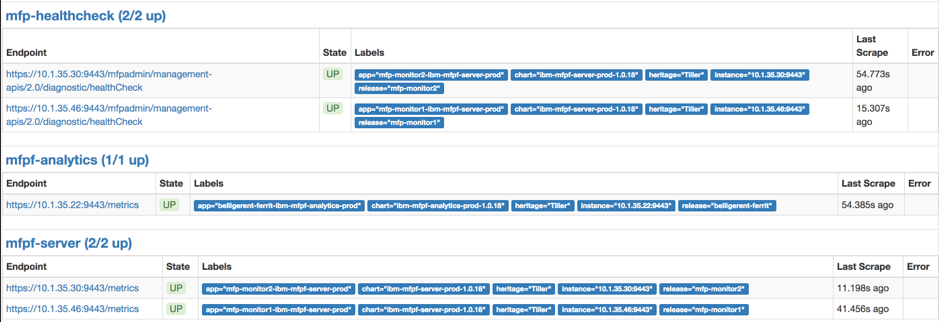 mfp-healthcheck (2/2 up)
Endpoint State Labels Last Scrape Error
https://10.1.35.30:9443/mfpadmin/management-apis/2.0/diagnostic/healthCheck UP app="mfp-monitor2-ibm-mfpf-server-prod" chart="ibm-mfpf-server-prod-1.0.18" heritage="Tiller" instance="10.1.35.30:9443" release="mfp-monitor2" 54.773s ago
https://10.1.35.46:9443/mfpadmin/management-apis/2.0/diagnostic/healthCheck UP app="mfp-monitor1-ibm-mfpf-server-prod" chart="ibm-mfpf-server-prod-1.0.18" heritage="Tiller" instance="10.1.35.46:9443" release="mfp-monitor1" 15.307s ago
mfpf-analytics (1/1 up)
Endpoint State Labels Last Scrape Error
https://10.1.35.22:9443/metrics UP app="belligerent-ferrit-ibm-mfpf-analytics-prod" chart="ibm-mfpf-analytics-prod-1.0.18" heritage="Tiller" instance="10.1.35.22:9443" release="belligerent-ferrit" 54.385s ago
mfpf-server (2/2 up)
Endpoint State Labels Last Scrape Error
https://10.1.35.30:9443/metrics UP app="mfp-monitor2-ibm-mfpf-server-prod" chart="ibm-mfpf-server-prod-1.0.18" heritage="Tiller" instance="10.1.35.30:9443" release="mfp-monitor2" 11.198s ago
https://10.1.35.46:9443/metrics UP app="mfp-monitor1-ibm-mfpf-server-prod" chart="ibm-mfpf-server-prod-1.0.18" heritage="Tiller" instance="10.1.35.46:9443" release="mfp-monitor1" 41.456s ago